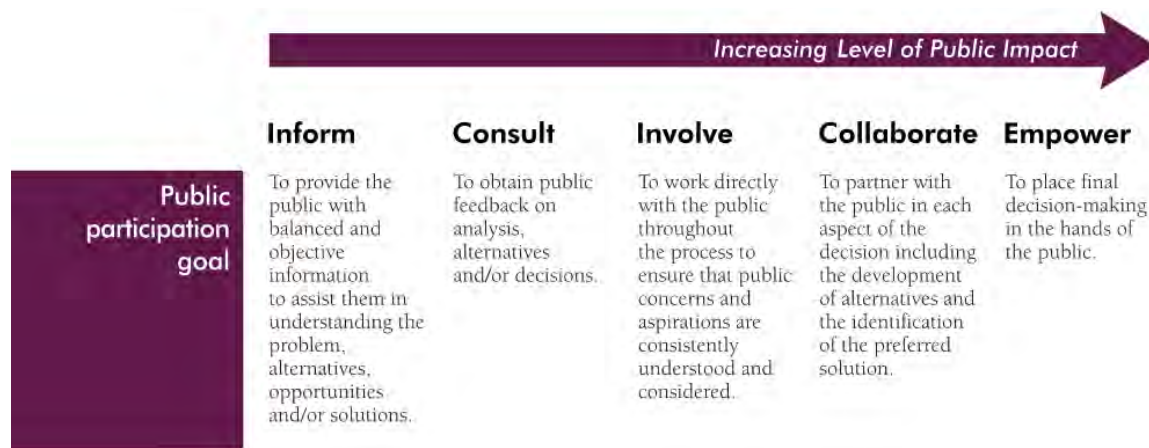 Increasing Level of Public Impact
Inform
Consult
Involve
Collaborate
Empower
Public
participation
goal
To provide the
public with
balanced and
objective
information
to assist them in
understanding the
problem,
alternatives,
opportunities
and/or solutions.
To obtain public
feedback on
analysis,
alternatives
and/or decisions.
To work directly
with the public
throughout
the process to
ensure that public
concerns and
aspirations are
consistently
understood and
considered.
To partner with
the public in each
aspect of the
decision including
the development
of alternatives and
the identification
of the preferred
solution.
To place final
decision-making
in the hands of
the public.